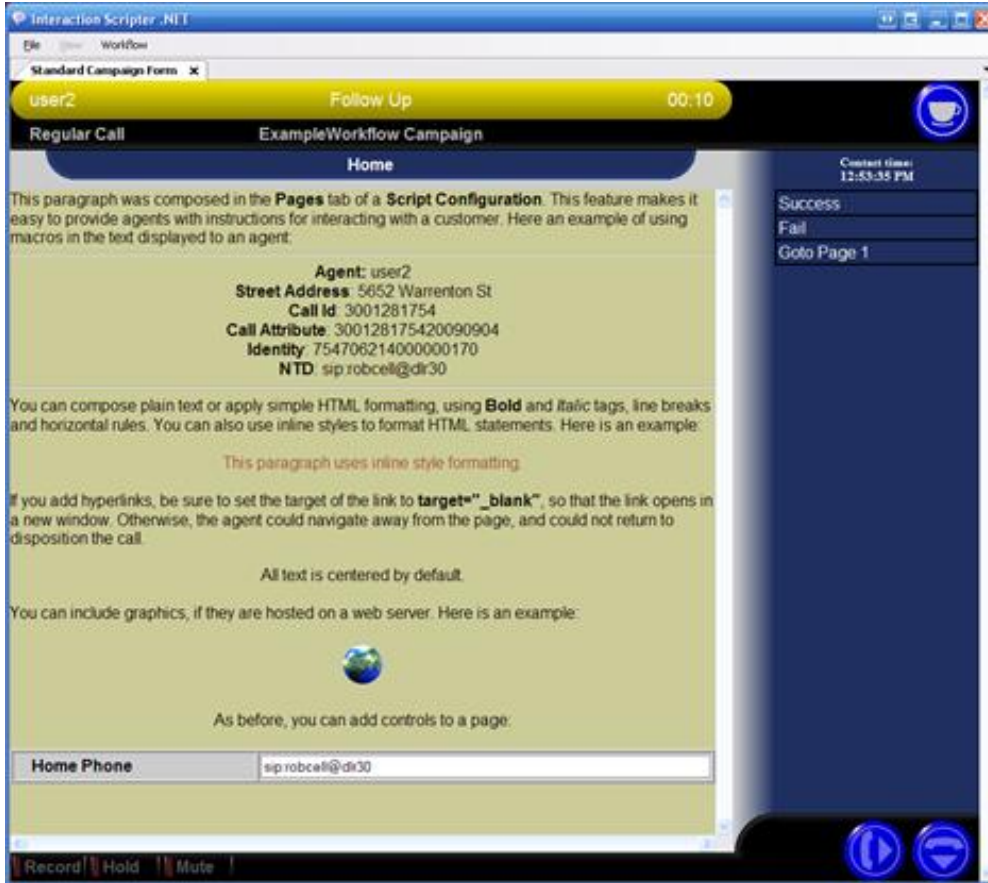 Interaction Scripter .NET
File View Workflow
Standard Campaign Form X
user2 Follow Up 00:10
Regular Call ExampleWorkflow Campaign
Home
Contact time:
12:53:35 PM
Success
Fail
Goto Page 1
This paragraph was composed in the Pages tab of a Script Configuration. This feature makes it
easy to provide agents with instructions for interacting with a customer. Here an example of using
macros in the text displayed to an agent:
Agent: user2
Street Address: 5652 Warrenton St
Call Id: 3001281754
Call Attribute: 300128175420090904
Identity: 754706214000000170
NTD: sip:robcell@dlr30
You can compose plain text or apply simple HTML formatting, using Bold and Italic tags, line breaks
and horizontal rules. You can also use inline styles to format HTML statements. Here is an example:
This paragraph uses inline style formatting.
If you add hyperlinks, be sure to set the target of the link to target="_blank", so that the link opens in
a new window. Otherwise, the agent could navigate away from the page, and could not return to
disposition the call.
All text is centered by default.
You can include graphics, if they are hosted on a web server. Here is an example:
As before, you can add controls to a page:
Home Phone sip:robcell@dlr30
Record Hold Mute